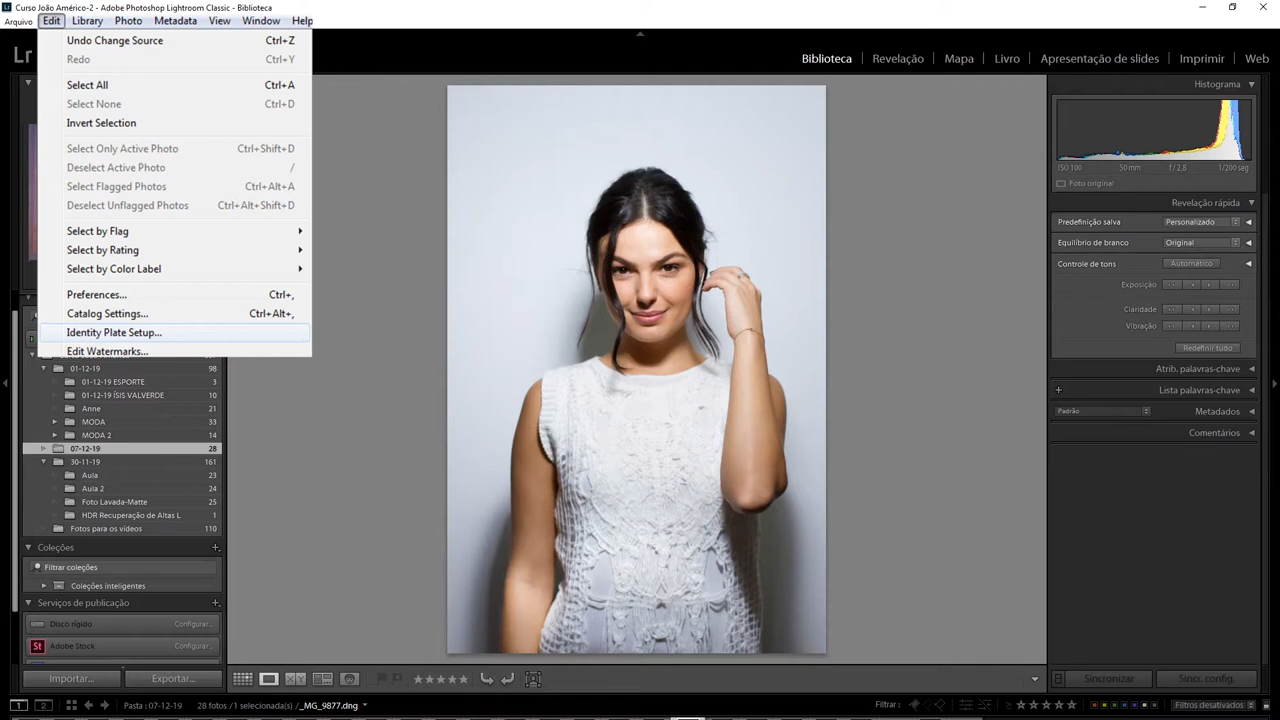 Curso João Américo-2 - Adobe Photoshop Lightroom Classic - Biblioteca
Arquivo Edit Library Photo Metadata View Window Help
Undo Change Source Ctrl+Z
Redo Ctrl+Y
Select All Ctrl+A
Select None Ctrl+D
Invert Selection
Select Only Active Photo Ctrl+Shift+D
Deselect Active Photo /
Select Flagged Photos Ctrl+Alt+A
Deselect Unflagged Photos Ctrl+Alt+Shift+D
Select by Flag
Select by Rating
Select by Color Label
Preferences... Ctrl+,
Catalog Settings... Ctrl+Alt+,
Identity Plate Setup...
Edit Watermarks...
Lr
Biblioteca Revelação Mapa Livro Apresentação de slides Imprimir Web
01-12-19 98
01-12-19 ESPORTE 3
01-12-19 ÍSIS VALVERDE 10
Anne 21
MODA 33
MODA 2 14
07-12-19 28
30-11-19 161
Aula 23
Aula 2 24
Foto Lavada-Matte 25
HDR Recuperação de Altas L 1
Fotos para os vídeos 110
Coleções
Filtrar coleções
Coleções inteligentes
Serviços de publicação
Disco rígido Configurar...
St Adobe Stock Configurar...
Importar... Exportar...
Histograma
ISO 100 50 mm f / 2,8 1/200 seg
Foto original
Revelação rápida
Predefinição salva Personalizado
Equilíbrio de branco Original
Controle de tons Automático
Exposição
Claridade
Vibração
Redefinir tudo
Atrib. palavras-chave
Lista palavras-chave
Padrão Metadados
Comentários
XY
Sincronizar Sincr. config.
1 2 Pasta: 07-12-19 28 fotos /1 selecionada(s) /_MG_9877.dng Filtrar : Filtros desativados